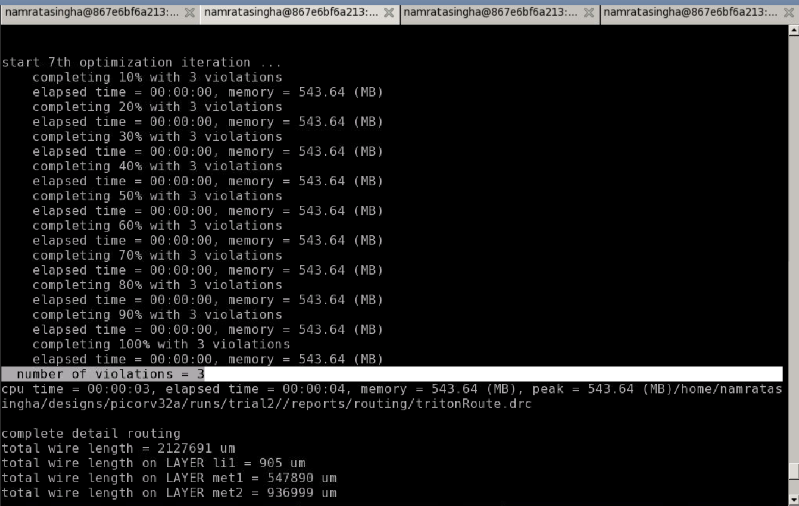 namratasingha@867e6bf6a213:... namratasingha@867e6bf6a213:... namratasingha@867e6bf6a213:... namratasingha@867e6bf6a213:...
start 7th optimization iteration ...
completing 10% with 3 violations
elapsed time = 00:00:00, memory = 543.64 (MB)
completing 20% with 3 violations
elapsed time = 00:00:00, memory = 543.64 (MB)
completing 30% with 3 violations
elapsed time = 00:00:00, memory = 543.64 (MB)
completing 40% with 3 violations
elapsed time = 00:00:00, memory = 543.64 (MB)
completing 50% with 3 violations
elapsed time = 00:00:00, memory = 543.64 (MB)
completing 60% with 3 violations
elapsed time = 00:00:00, memory = 543.64 (MB)
completing 70% with 3 violations
elapsed time = 00:00:00, memory = 543.64 (MB)
completing 80% with 3 violations
elapsed time = 00:00:00, memory = 543.64 (MB)
completing 90% with 3 violations
elapsed time = 00:00:00, memory = 543.64 (MB)
completing 100% with 3 violations
elapsed time = 00:00:00, memory = 543.64 (MB)
number of violations = 3
cpu time = 00:00:03, elapsed time = 00:00:04, memory = 543.64 (MB), peak = 543.64 (MB)/home/namratas
ingha/designs/picorv32a/runs/trial2//reports/routing/tritonRoute.drc
complete detail routing
total wire length = 2127691 um
total wire length on LAYER li1 = 905 um
total wire length on LAYER met1 = 547890 um
total wire length on LAYER met2 = 936999 um